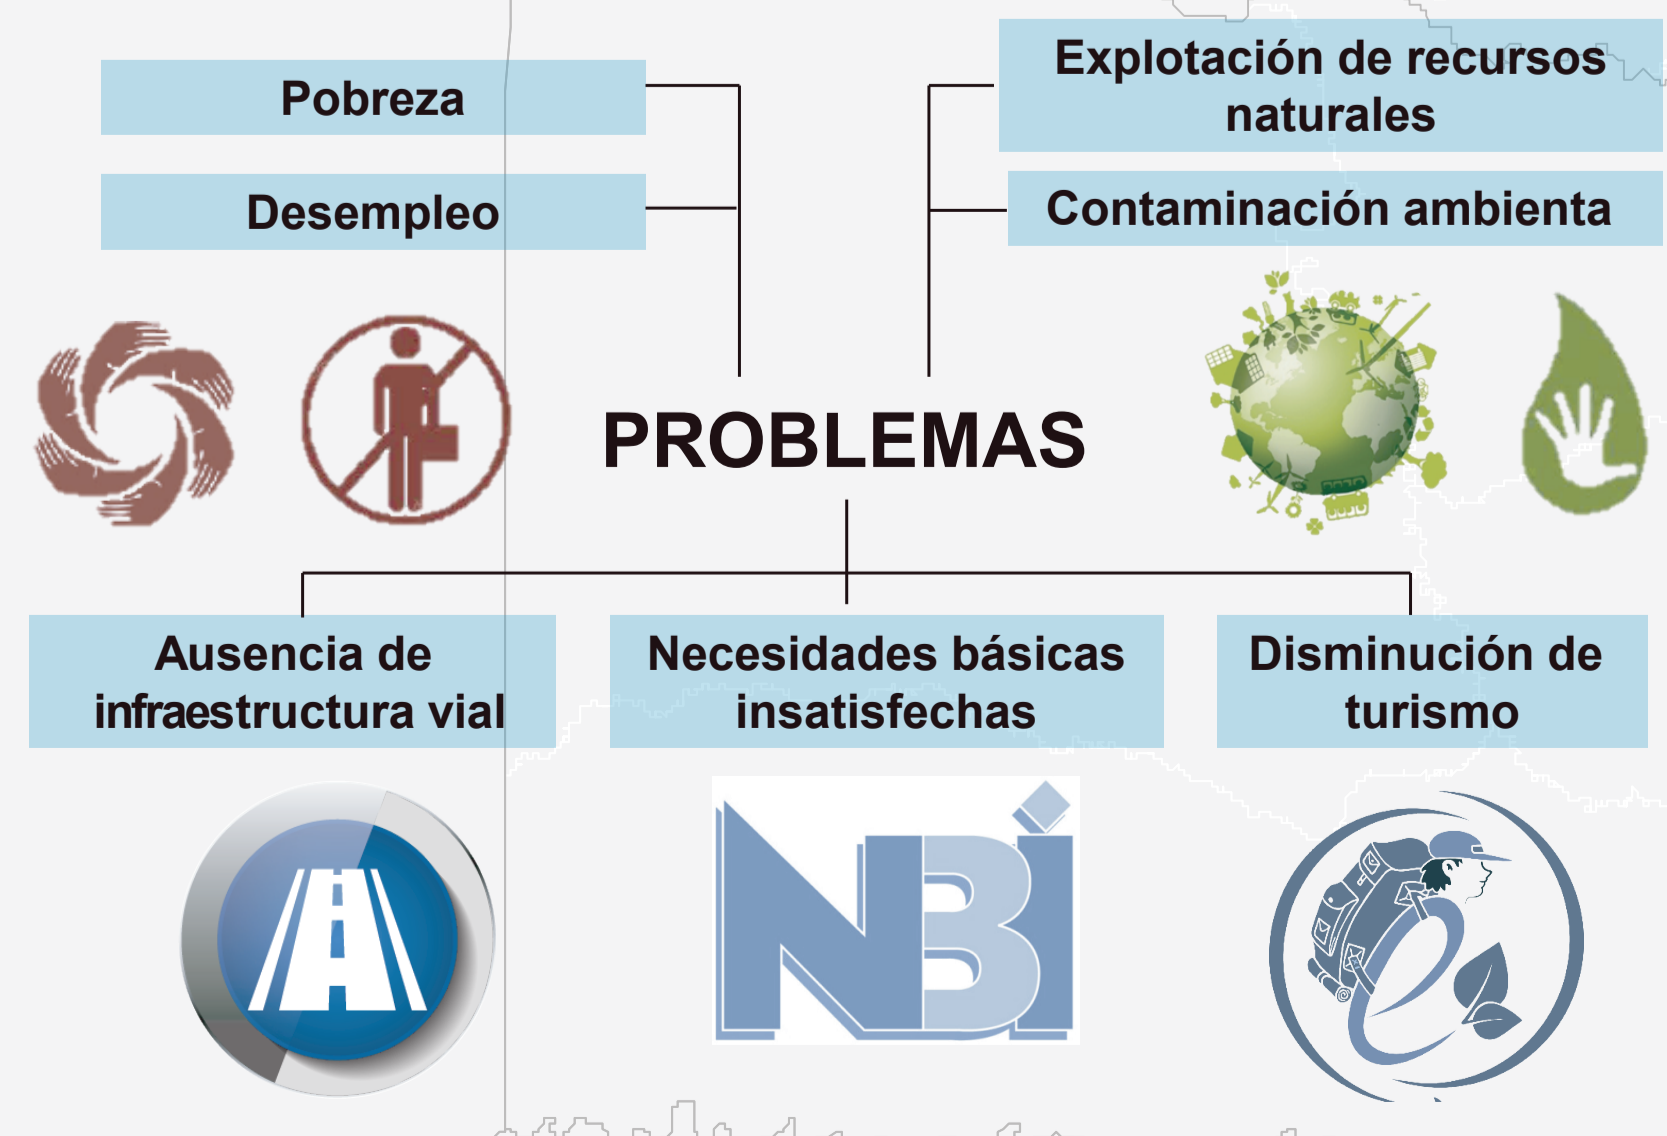 Pobreza
Desempleo
Explotación de recursos
naturales
Contaminación ambienta
PROBLEMAS
Ausencia de
infraestructura vial
Necesidades básicas
insatisfechas
Disminución de
turismo
NBi